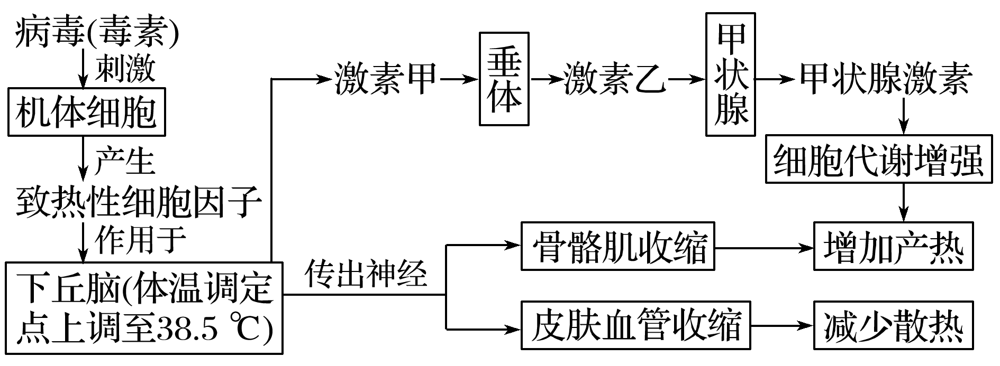 病毒(毒素)
刺激
机体细胞
产生
致热性细胞因子
作用于
下丘脑(体温调定
点上调至38.5 ℃)
激素甲
垂体
激素乙
甲状腺
甲状腺激素
细胞代谢增强
传出神经
骨骼肌收缩
增加产热
皮肤血管收缩
减少散热